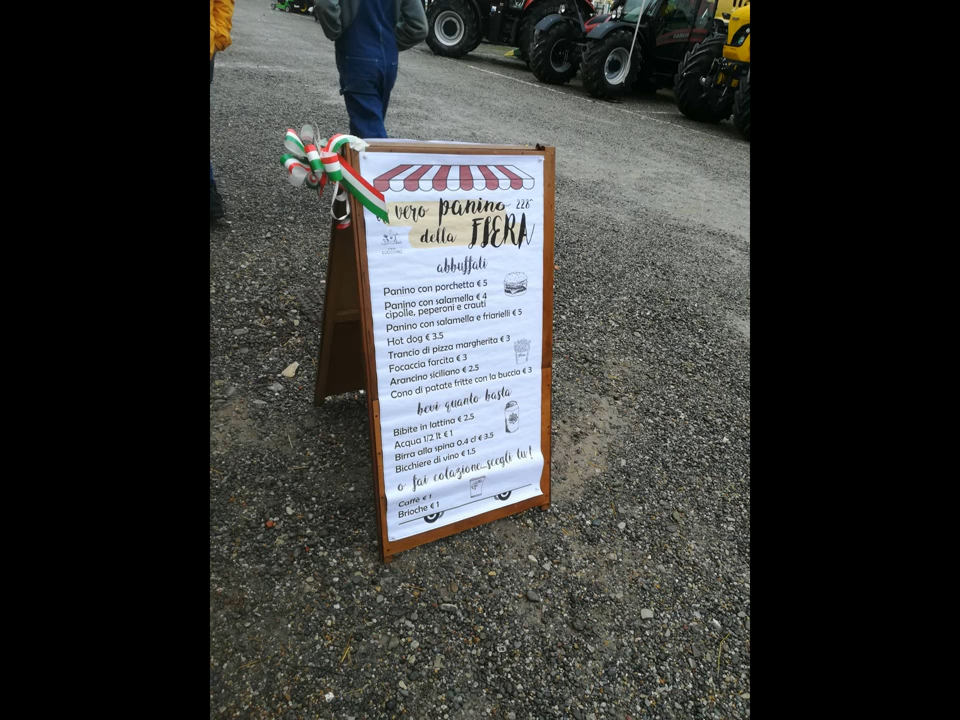 vero panino 228ª
della FIERA
abbuffati
Panino con porchetta € 5
Panino con salamella € 4
cipolle, peperoni e crauti
Panino con salamella e friarielli € 5
Hot dog € 3.5
Trancio di pizza margherita € 3
Focaccia farcita € 3
Arancino siciliano € 2.5
Cono di patate fritte con la buccia € 3
bevi quanto basta
Bibite in lattina € 2.5
Acqua 1/2 lt € 1
Birra alla spina 0.4 cl € 3.5
Bicchiere di vino € 1.5
o fai colazione...scegli tu!
Caffè € 1
Brioche € 1